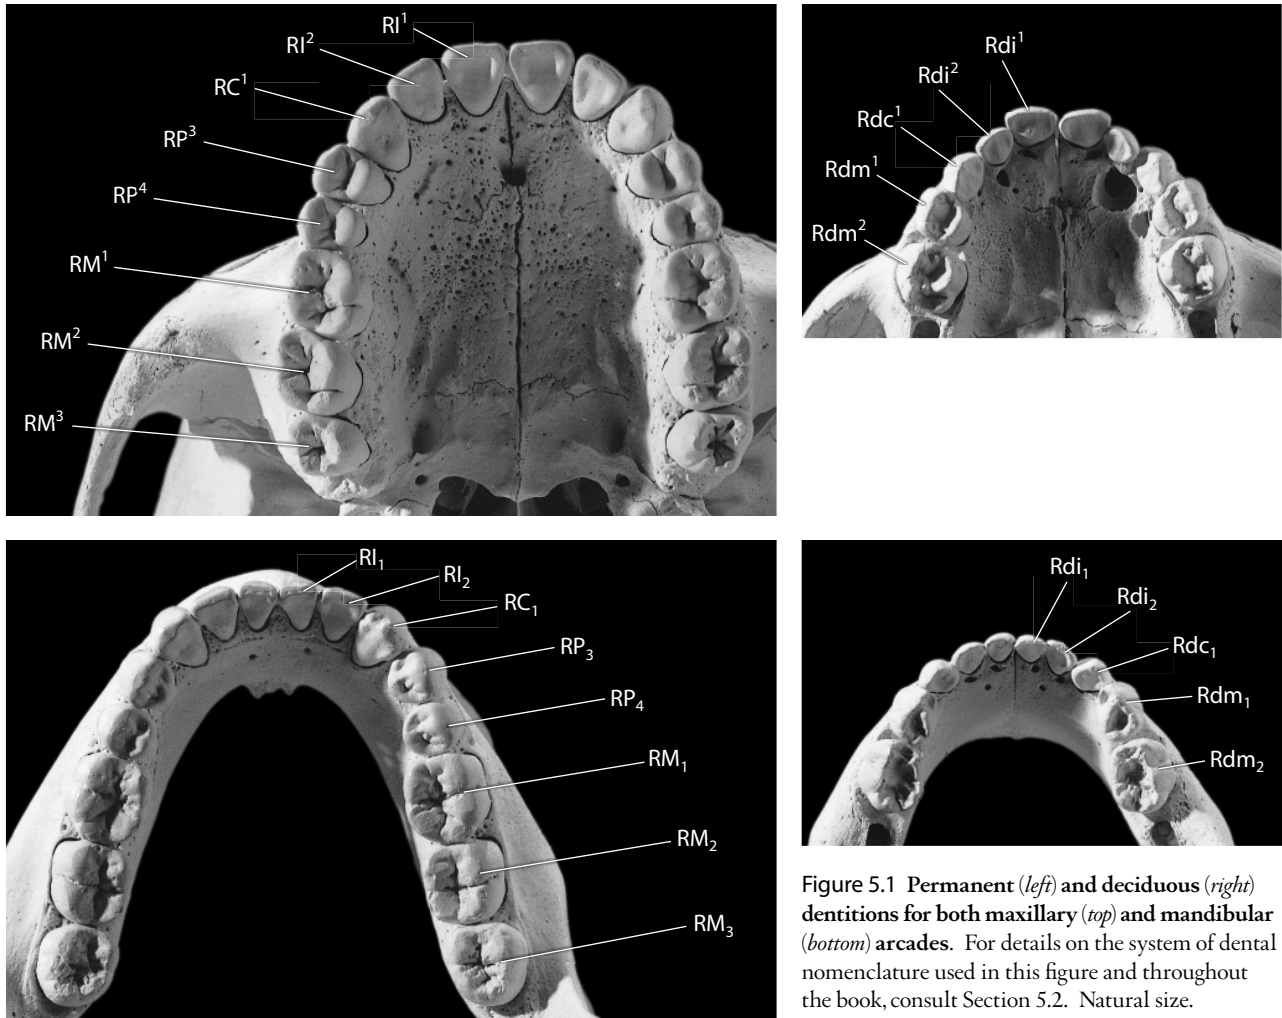 RI¹
RI²
RC¹
RP³
RP⁴
RM¹
RM²
RM³
Rdi¹
Rdi²
Rdc¹
Rdm¹
Rdm²
RI₁
RI₂
RC₁
RP₃
RP₄
RM₁
RM₂
RM₃
Rdi₁
Rdi₂
Rdc₁
Rdm₁
Rdm₂
Figure 5.1 Permanent (left) and deciduous (right)
dentitions for both maxillary (top) and mandibular
(bottom) arcades. For details on the system of dental
nomenclature used in this figure and throughout
the book, consult Section 5.2. Natural size.